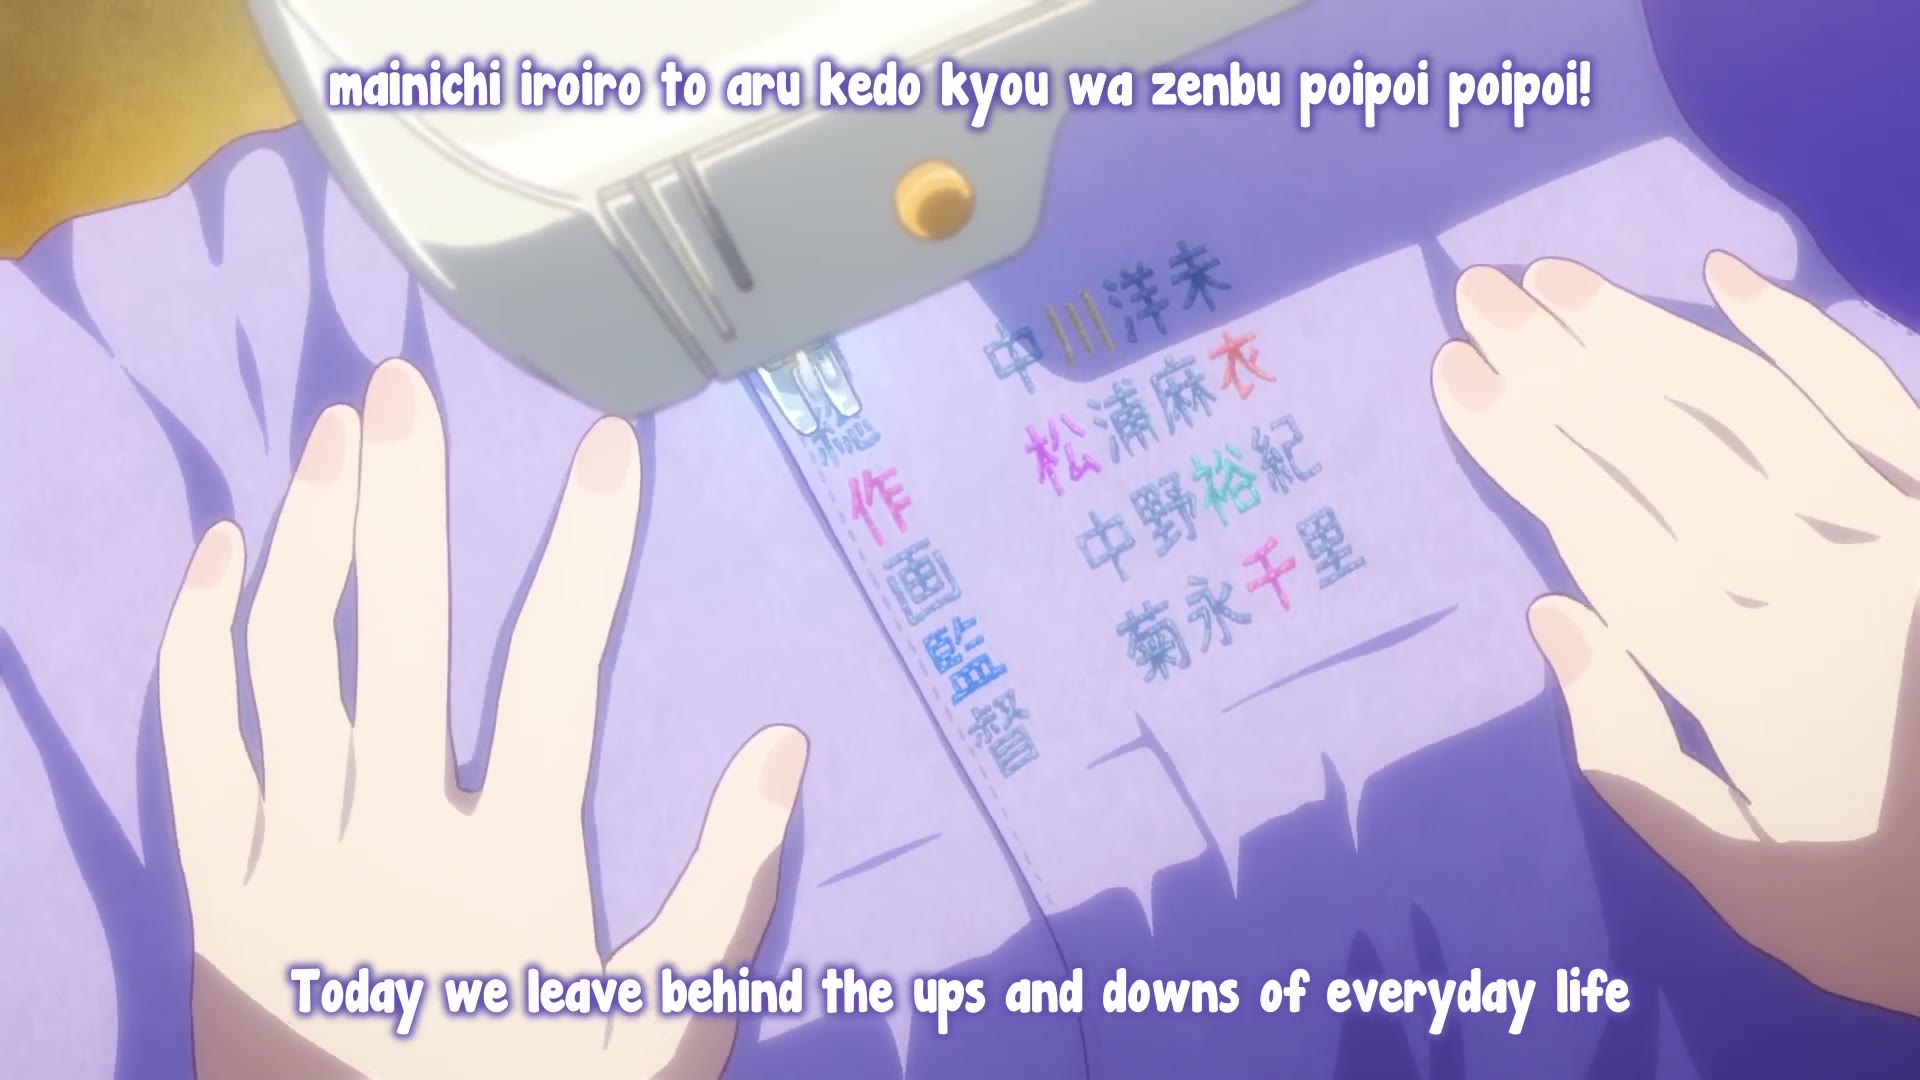 mainichi iroiro to aru kedo kyou wa zenbu poipoi poipoi!
総作画監督
中川洋未
松浦麻衣
中野裕紀
菊永千里
Today we leave behind the ups and downs of everyday life